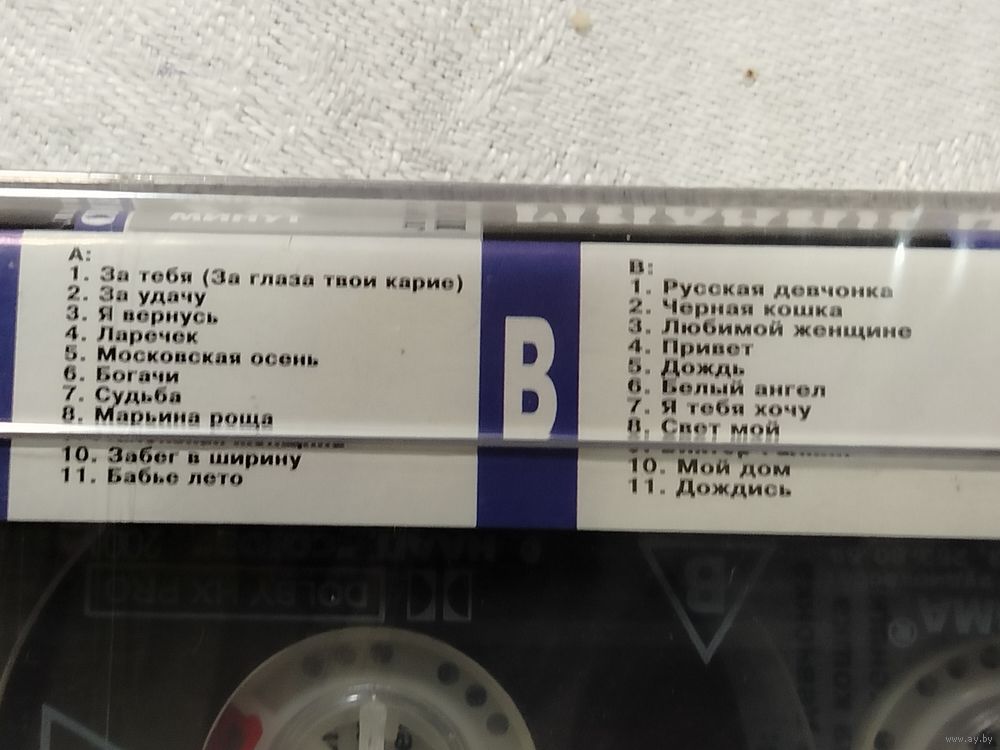 МИНУТ
A:
1. За тебя (За глаза твои карие)
2. За удачу
3. Я вернусь
4. Ларечек
5. Московская осень
6. Богачи
7. Судьба
8. Марьина роща
10. Забег в ширину
11. Бабье лето
B
B:
1. Русская девчонка
2. Черная кошка
3. Любимой женщине
4. Привет
5. Дождь
6. Белый ангел
7. Я тебя хочу
8. Свет мой
10. Мой дом
11. Дождись
DOLBY HX PRO
B
www.ay.by